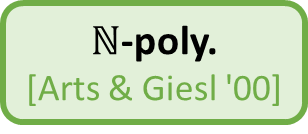 ℕ-poly.
[Arts & Giesl '00]